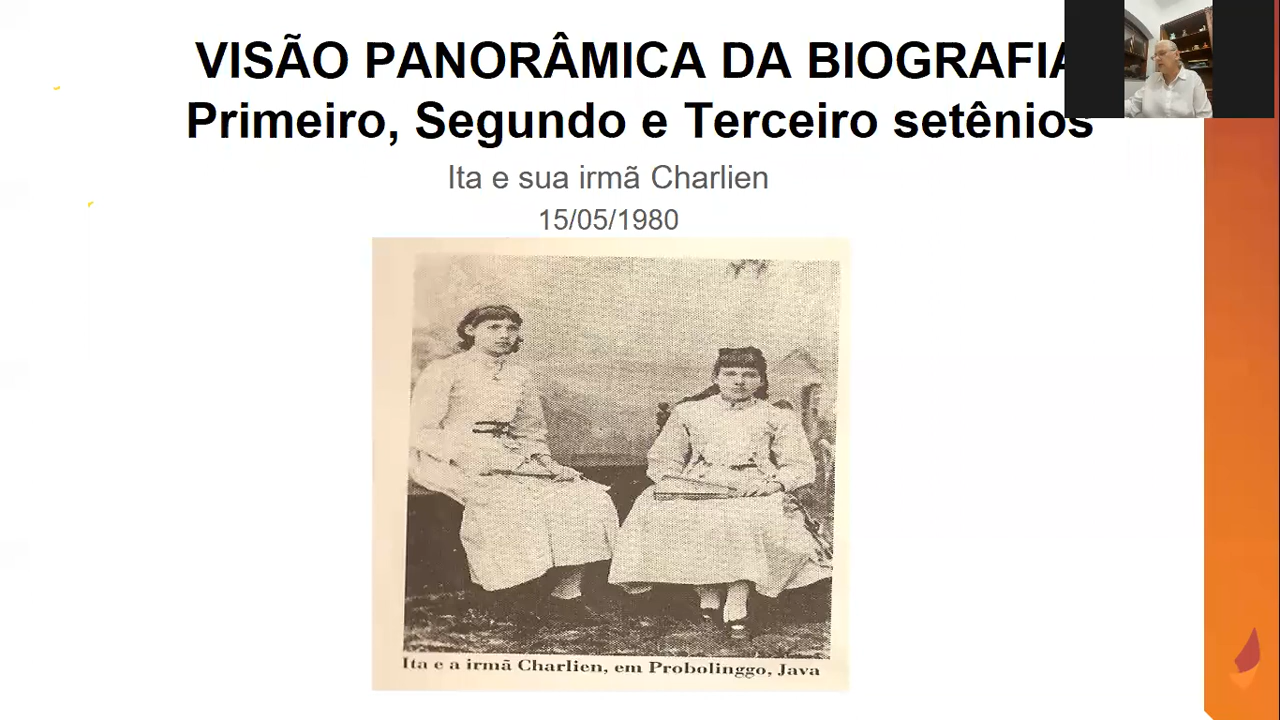 VISÃO PANORÂMICA DA BIOGRAFIA
Primeiro, Segundo e Terceiro setênios
Ita e sua irmã Charlien
15/05/1980
Ita e a irmã Charlien, em Probolinggo, Java